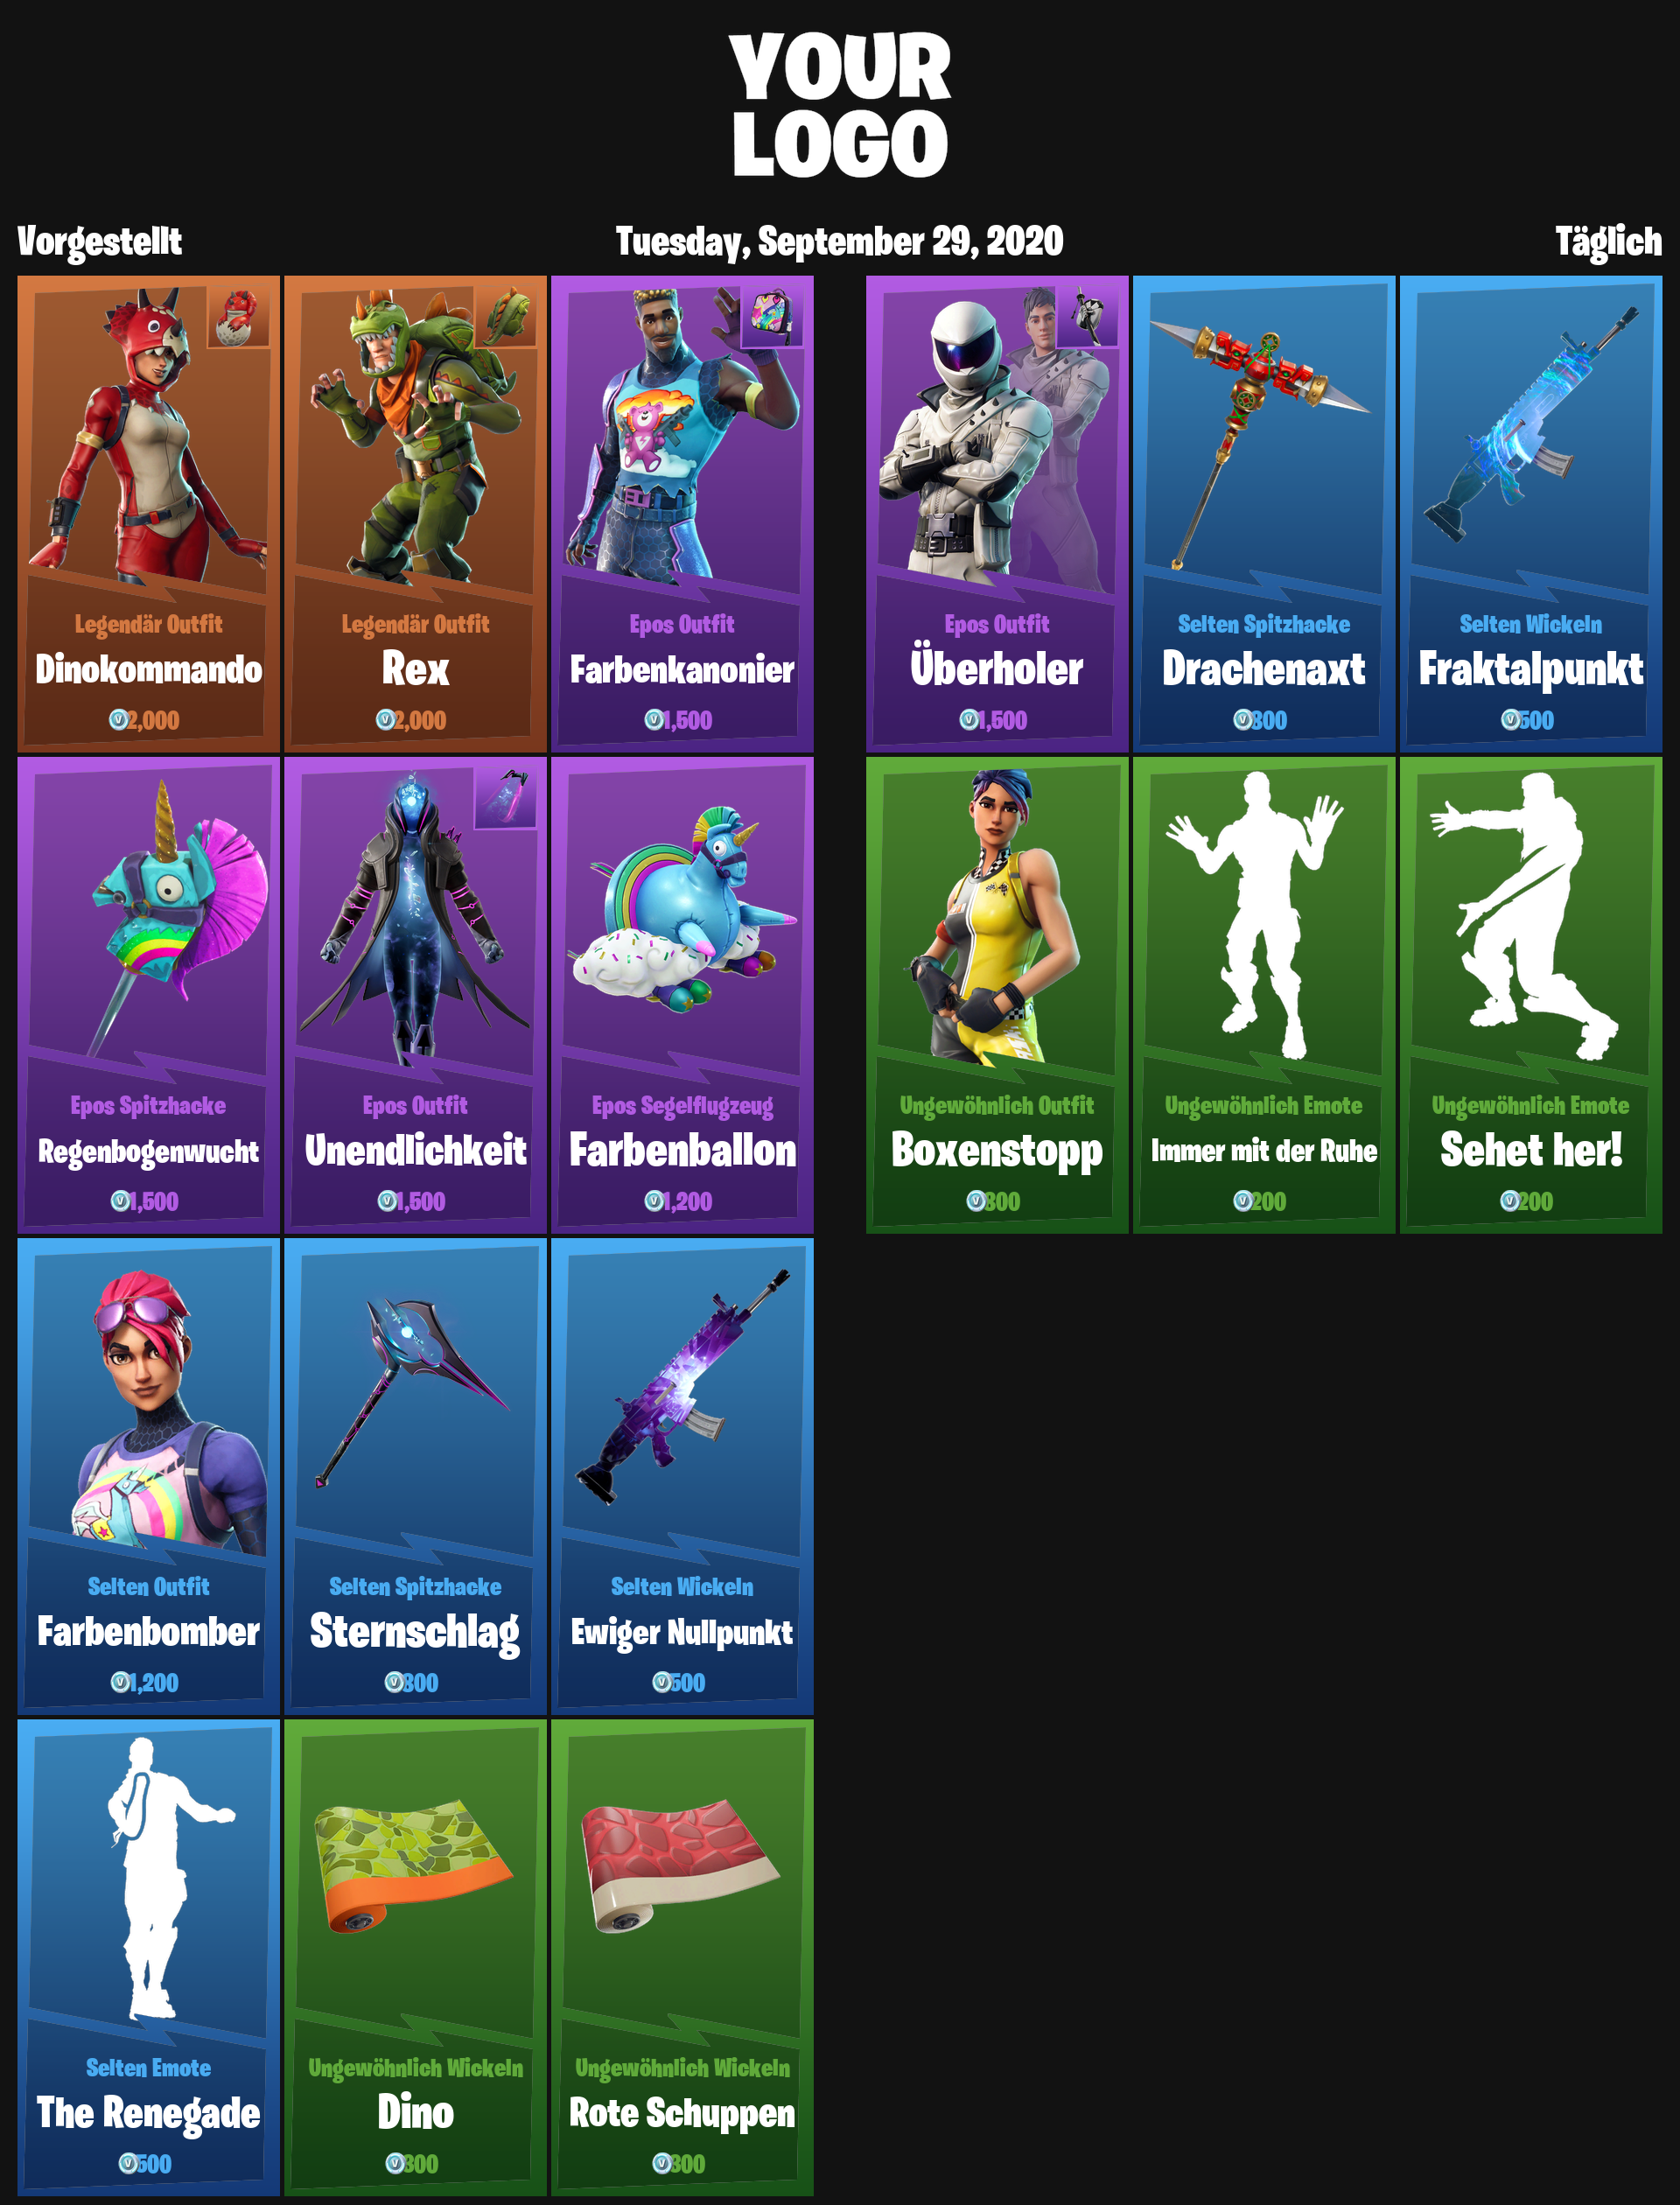 YOUR
LOGO
Vorgestellt
Tuesday, September 29, 2020
Täglich
Legendär Outfit
Dinokommando
2,000
Legendär Outfit
Rex
2,000
Epos Outfit
Farbenkanonier
1,500
Epos Outfit
Überholer
1,500
Selten Spitzhacke
Drachenaxt
800
Selten Wickeln
Fraktalpunkt
500
Epos Spitzhacke
Regenbogenwucht
1,500
Epos Outfit
Unendlichkeit
1,500
Epos Segelflugzeug
Farbenballon
1,200
Ungewöhnlich Outfit
Boxenstopp
800
Ungewöhnlich Emote
Immer mit der Ruhe
200
Ungewöhnlich Emote
Sehet her!
200
Selten Outfit
Farbenbomber
1,200
Selten Spitzhacke
Sternschlag
800
Selten Wickeln
Ewiger Nullpunkt
500
Selten Emote
The Renegade
500
Ungewöhnlich Wickeln
Dino
300
Ungewöhnlich Wickeln
Rote Schuppen
300